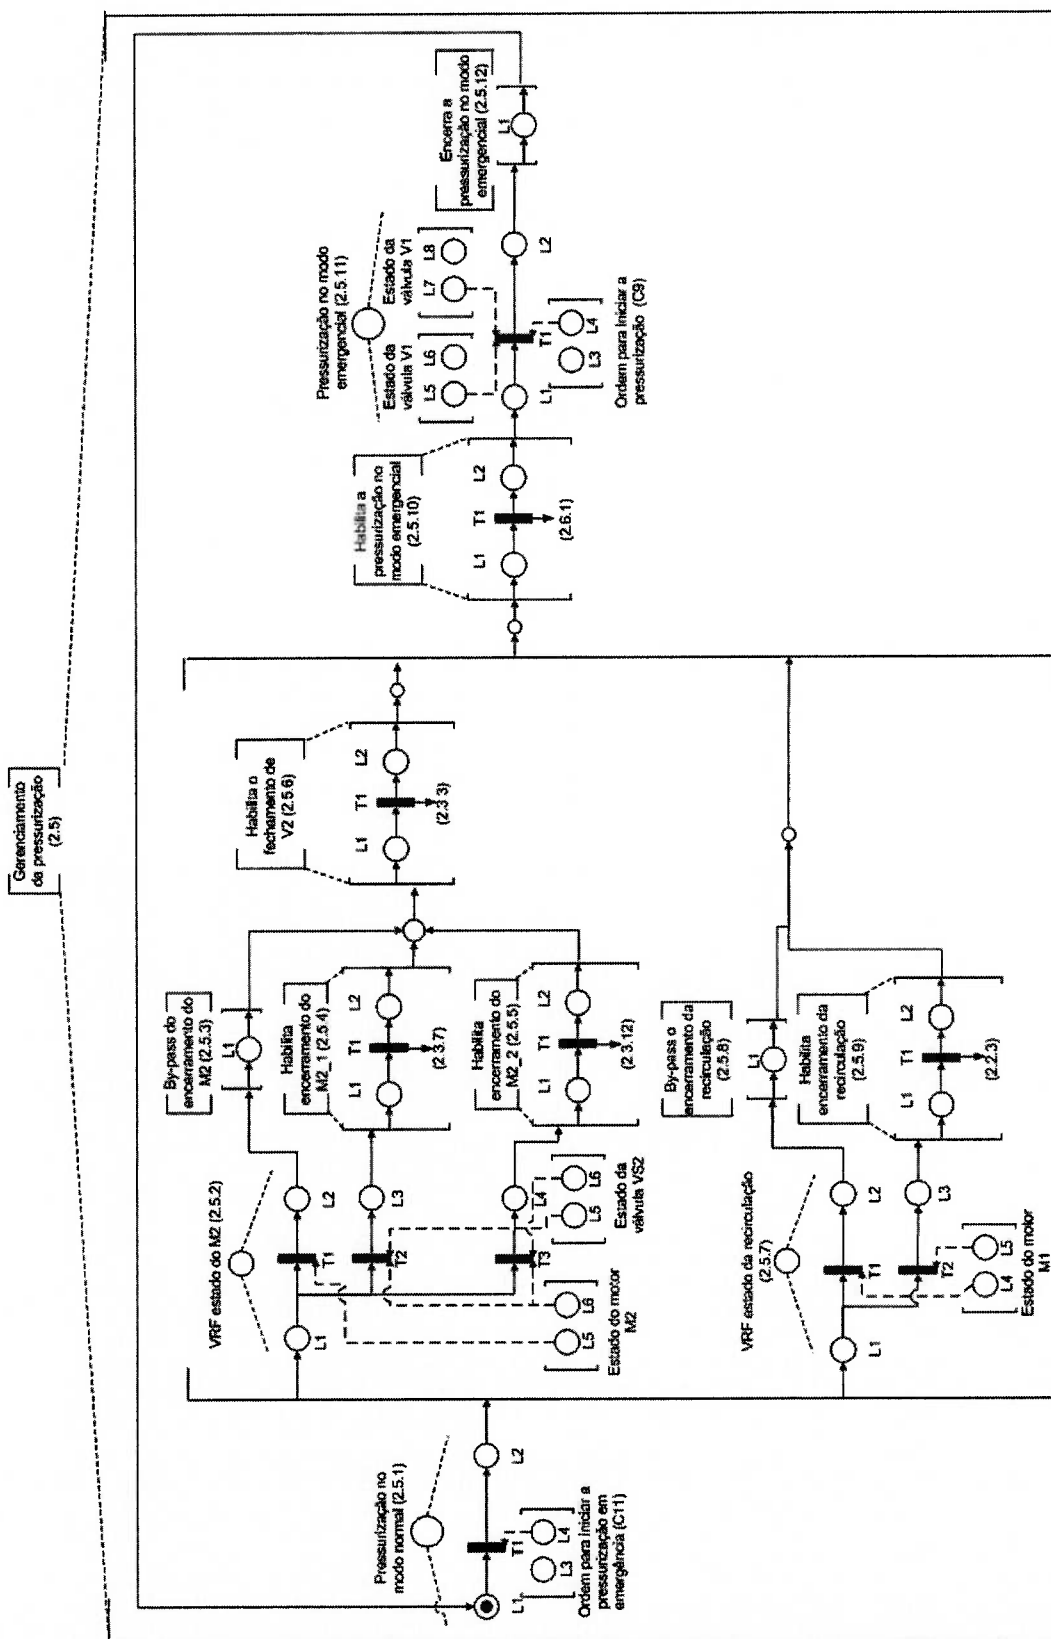 Gerenciamento
da pressurização
(2.5)
Pressurização no
modo normal (2.5.1)
L1
T1
L2
L3
L4
Ordem para iniciar a
pressurização em
emergência (C11)
VRF estado do M2 (2.5.2)
L1
T1
L2
T2
L3
T3
L4
L5
L6
Estado do motor
M2
L5
L6
Estado da
válvula VS2
By-pass do
encerramento do
M2 (2.5.3)
L1
Habilita
encerramento do
M2_1 (2.5.4)
L1
T1
L2
(2.3.7)
Habilita
encerramento do
M2_2 (2.5.5)
L1
T1
L2
(2.3.12)
Habilita o
fechamento de
V2 (2.5.6)
L1
T1
L2
(2.3.3)
VRF estado da recirculação
(2.5.7)
L1
T1
L2
T2
L3
L4
L5
Estado do motor
M1
By-pass o
encerramento da
recirculação
(2.5.8)
L1
Habilita
encerramento da
recirculação
(2.5.9)
L1
T1
L2
(2.2.3)
Habilita a
pressurização no
modo emergencial
(2.5.10)
L1
T1
L2
(2.6.1)
Pressurização no modo
emergencial (2.5.11)
Estado da
válvula V1
L5
L6
Estado da
válvula V1
L7
L8
L1
T1
L2
L3
L4
Ordem para iniciar a
pressurização (C9)
Encerra a
pressurização no modo
emergencial (2.5.12)
L1